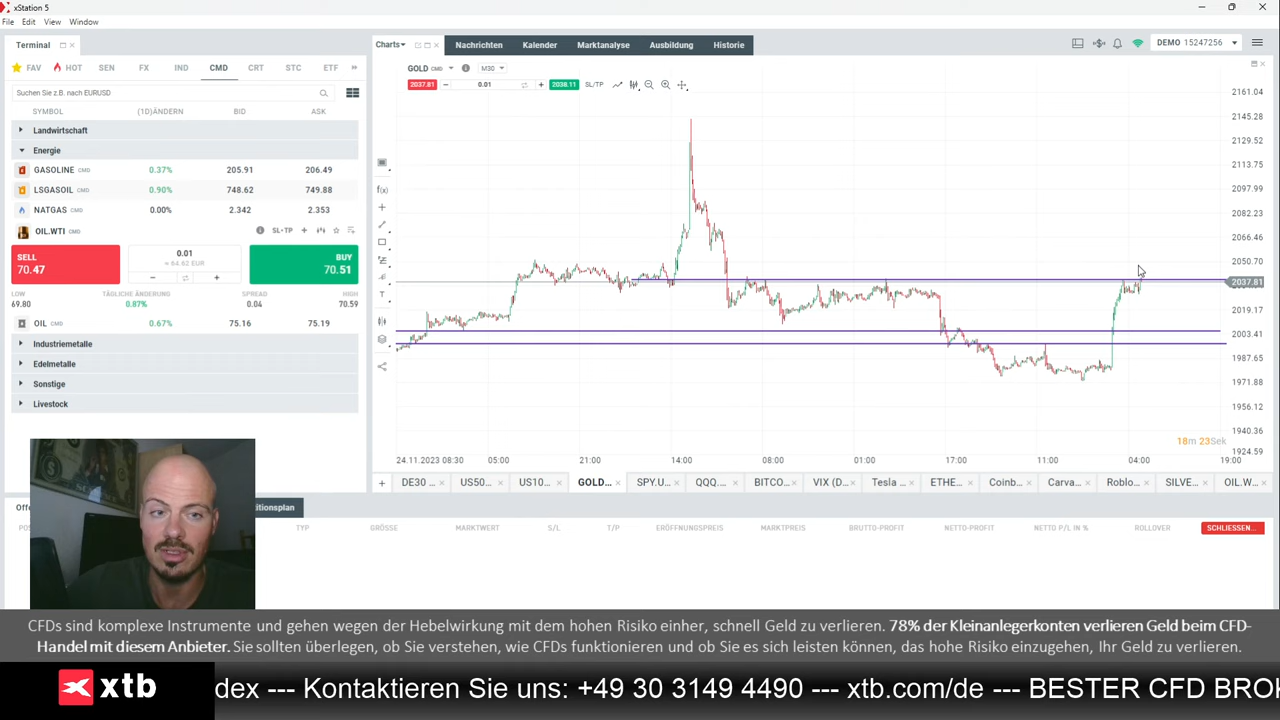 xStation 5
File Edit View Window
Terminal
FAV HOT SEN FX IND CMD CRT STC ETF
Suchen Sie z.B. nach EURUSD
SYMBOL (1D)ÄNDERN BID ASK
Landwirtschaft
Energie
GASOLINE CMD 0.37% 205.91 206.49
LSGASOIL CMD 0.90% 748.62 749.88
NATGAS CMD 0.00% 2.342 2.353
OIL.WTI CMD SL+TP
SELL 70.47
0.01
≈ 64.62 EUR
BUY 70.51
LOW TÄGLICHE ÄNDERUNG SPREAD HIGH
69.80 0.87% 0.04 70.59
OIL CMD 0.67% 75.16 75.19
Industriemetalle
Edelmetalle
Sonstige
Livestock
Charts Nachrichten Kalender Marktanalyse Ausbildung Historie
DEMO 15247256
GOLD CMD M30
2037.81 0.01 2038.11 SL/TP
f(x)
T
2161.04
2145.28
2129.52
2113.75
2097.99
2082.23
2066.46
2050.70
2037.81
2019.17
2003.41
1987.65
1971.88
1956.12
1940.36
1924.59
18m 23Sek
24.11.2023 08:30 05:00 21:00 14:00 08:00 01:00 17:00 11:00 04:00 19:00
DE30 ... US50... US10... GOLD... SPY.U... QQQ.... BITCO... VIX (D... Tesla ... ETHE... Coinb... Carva... Roblo... SILVE... OIL.W...
itionsplan
TYP GRÖSSE MARKTWERT S/L T/P ERÖFFNUNGSPREIS MARKTPREIS BRUTTO-PROFIT NETTO-PROFIT NETTO P/L IN % ROLLOVER SCHLIESSEN...
CFDs sind komplexe Instrumente und gehen wegen der Hebelwirkung mit dem hohen Risiko einher, schnell Geld zu verlieren. 78% der Kleinanlegerkonten verlieren Geld beim CFD-
Handel mit diesem Anbieter. Sie sollten überlegen, ob Sie verstehen, wie CFDs funktionieren und ob Sie es sich leisten können, das hohe Risiko einzugehen, Ihr Geld zu verlieren.
xtb
dex --- Kontaktieren Sie uns: +49 30 3149 4490 --- xtb.com/de --- BESTER CFD BRO